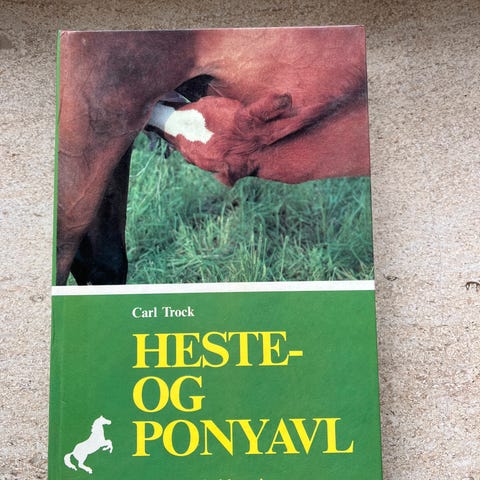 Carl Trock
HESTE-
OG
PONYAVL